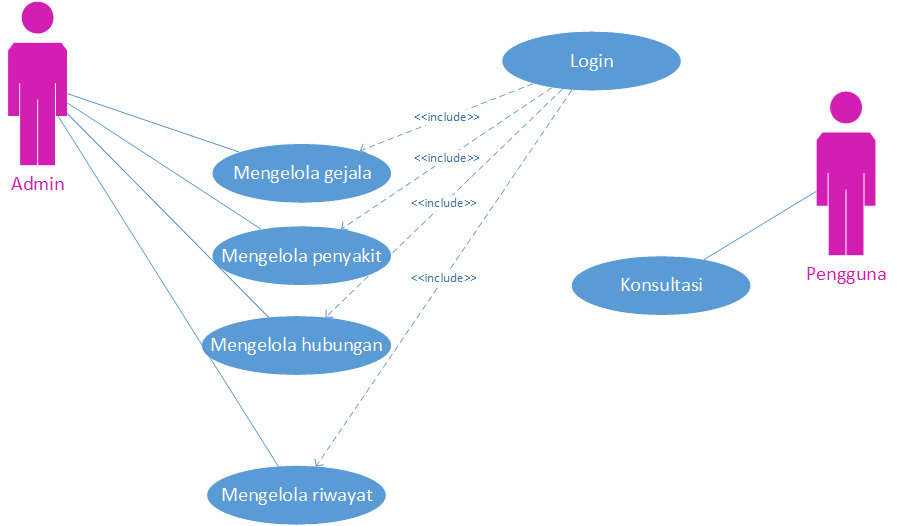 Login
<<include>>
Mengelola gejala
<<include>>
Admin
<<include>>
Mengelola penyakit
Pengguna
<<include>>
Konsultasi
Mengelola hubungan
Mengelola riwayat